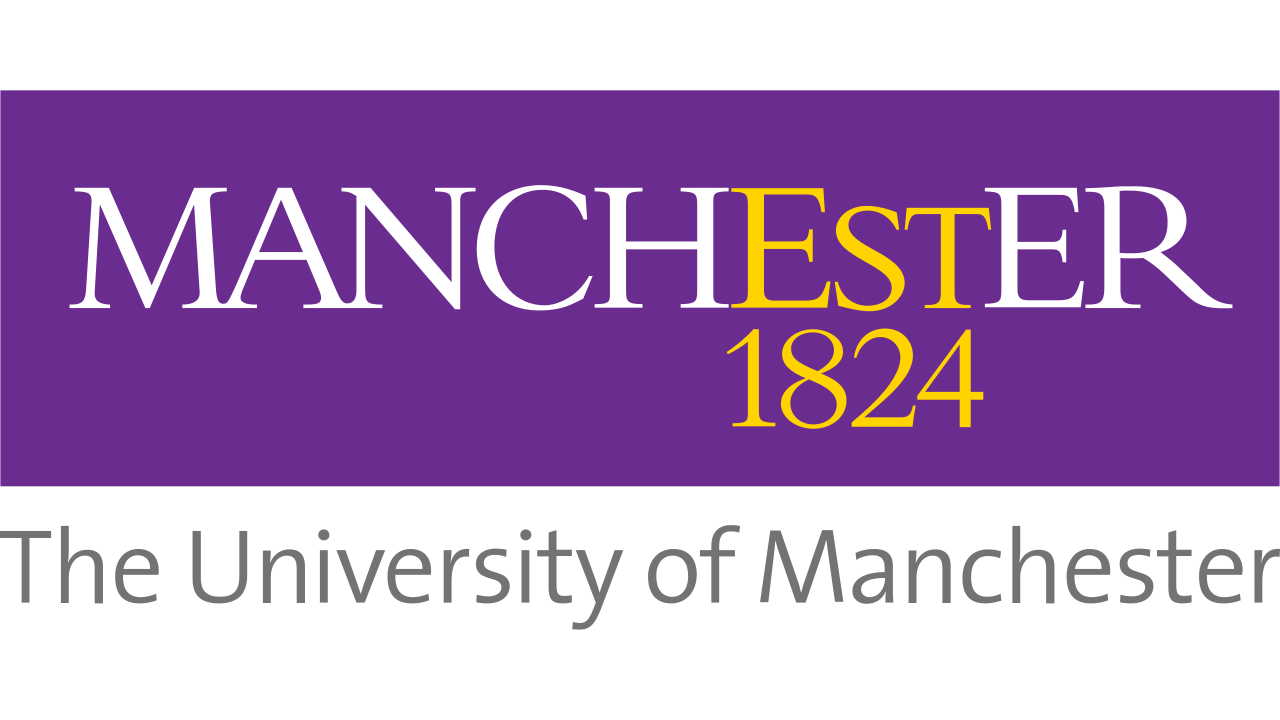 MANCHESTER
1824
The University of Manchester